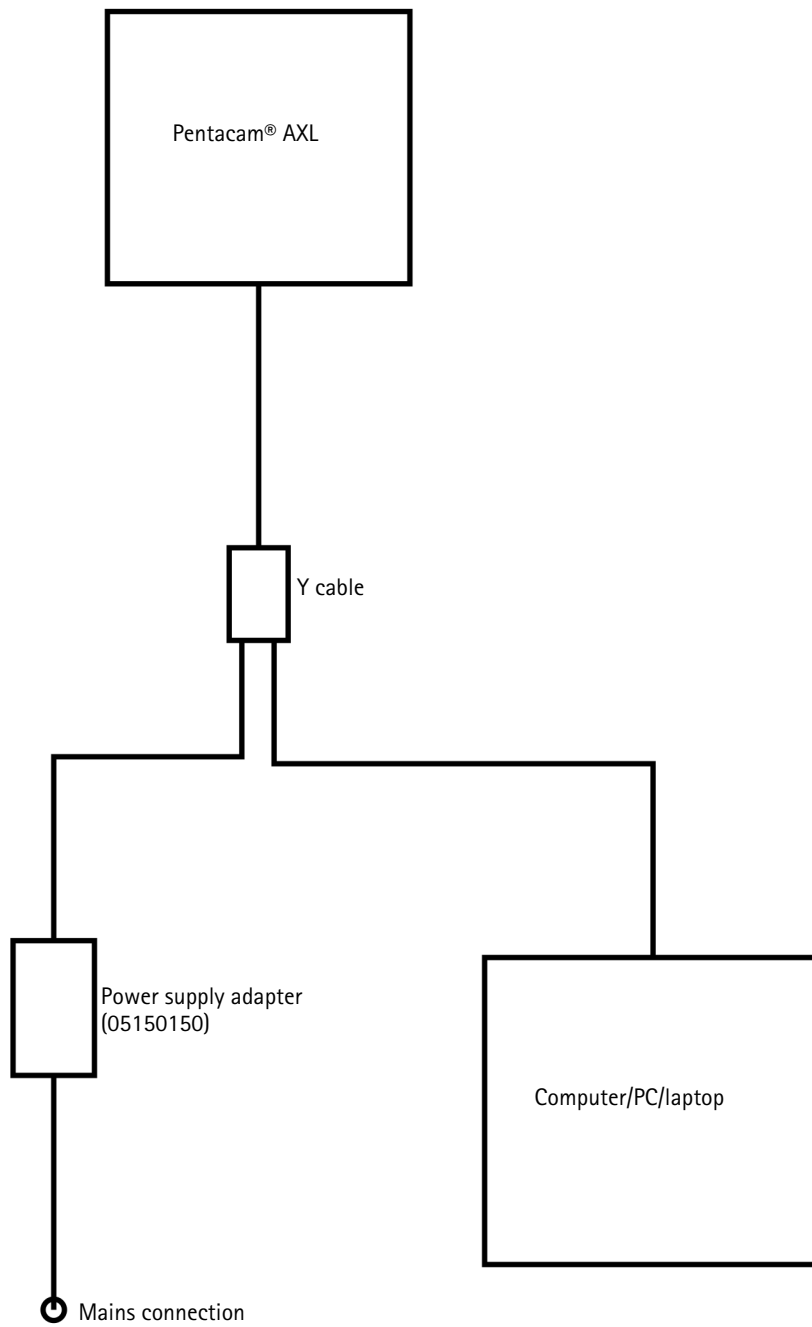 Pentacam® AXL
Y cable
Power supply adapter
(05150150)
Computer/PC/laptop
Mains connection